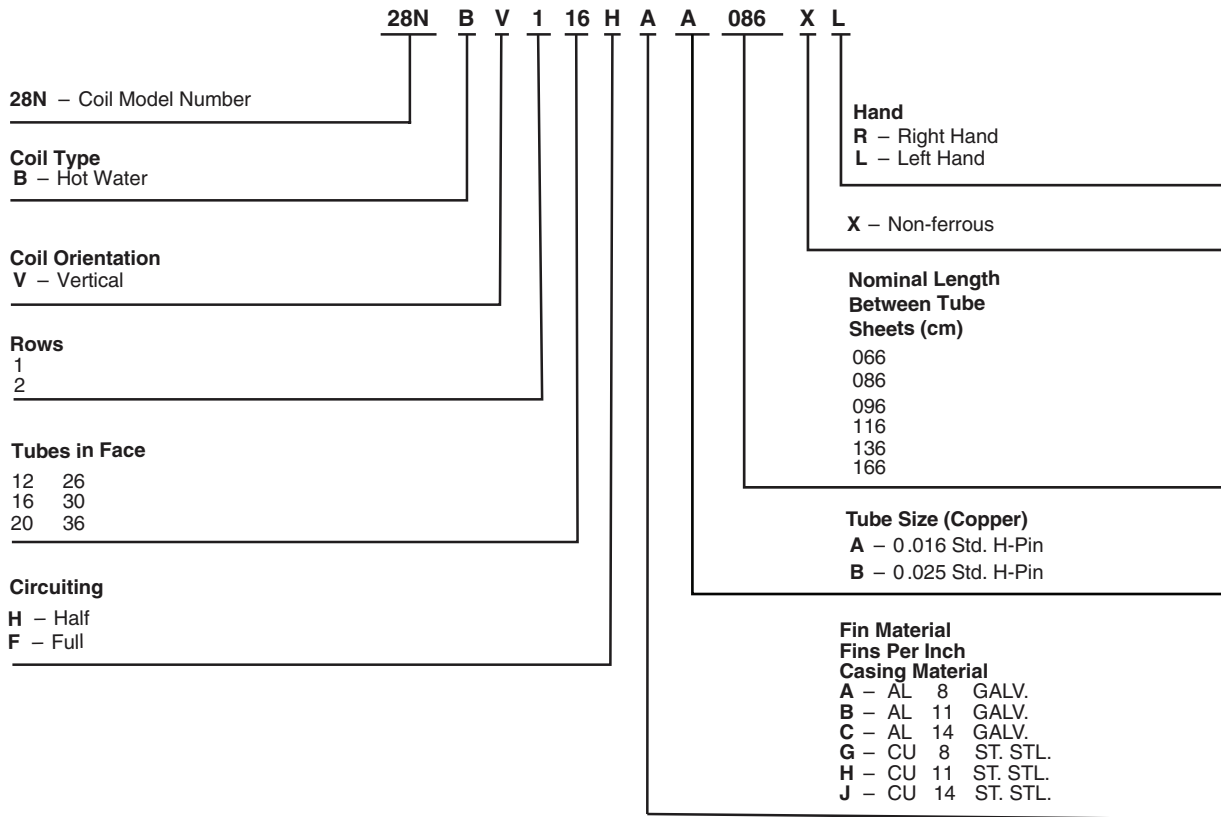 28N B V 1 16 H A A 086 X L
28N – Coil Model Number
Coil Type
B – Hot Water
Coil Orientation
V – Vertical
Rows
1
2
Tubes in Face
12 26
16 30
20 36
Circuiting
H – Half
F – Full
Hand
R – Right Hand
L – Left Hand
X – Non-ferrous
Nominal Length
Between Tube
Sheets (cm)
066
086
096
116
136
166
Tube Size (Copper)
A – 0.016 Std. H-Pin
B – 0.025 Std. H-Pin
Fin Material
Fins Per Inch
Casing Material
A – AL 8 GALV.
B – AL 11 GALV.
C – AL 14 GALV.
G – CU 8 ST. STL.
H – CU 11 ST. STL.
J – CU 14 ST. STL.